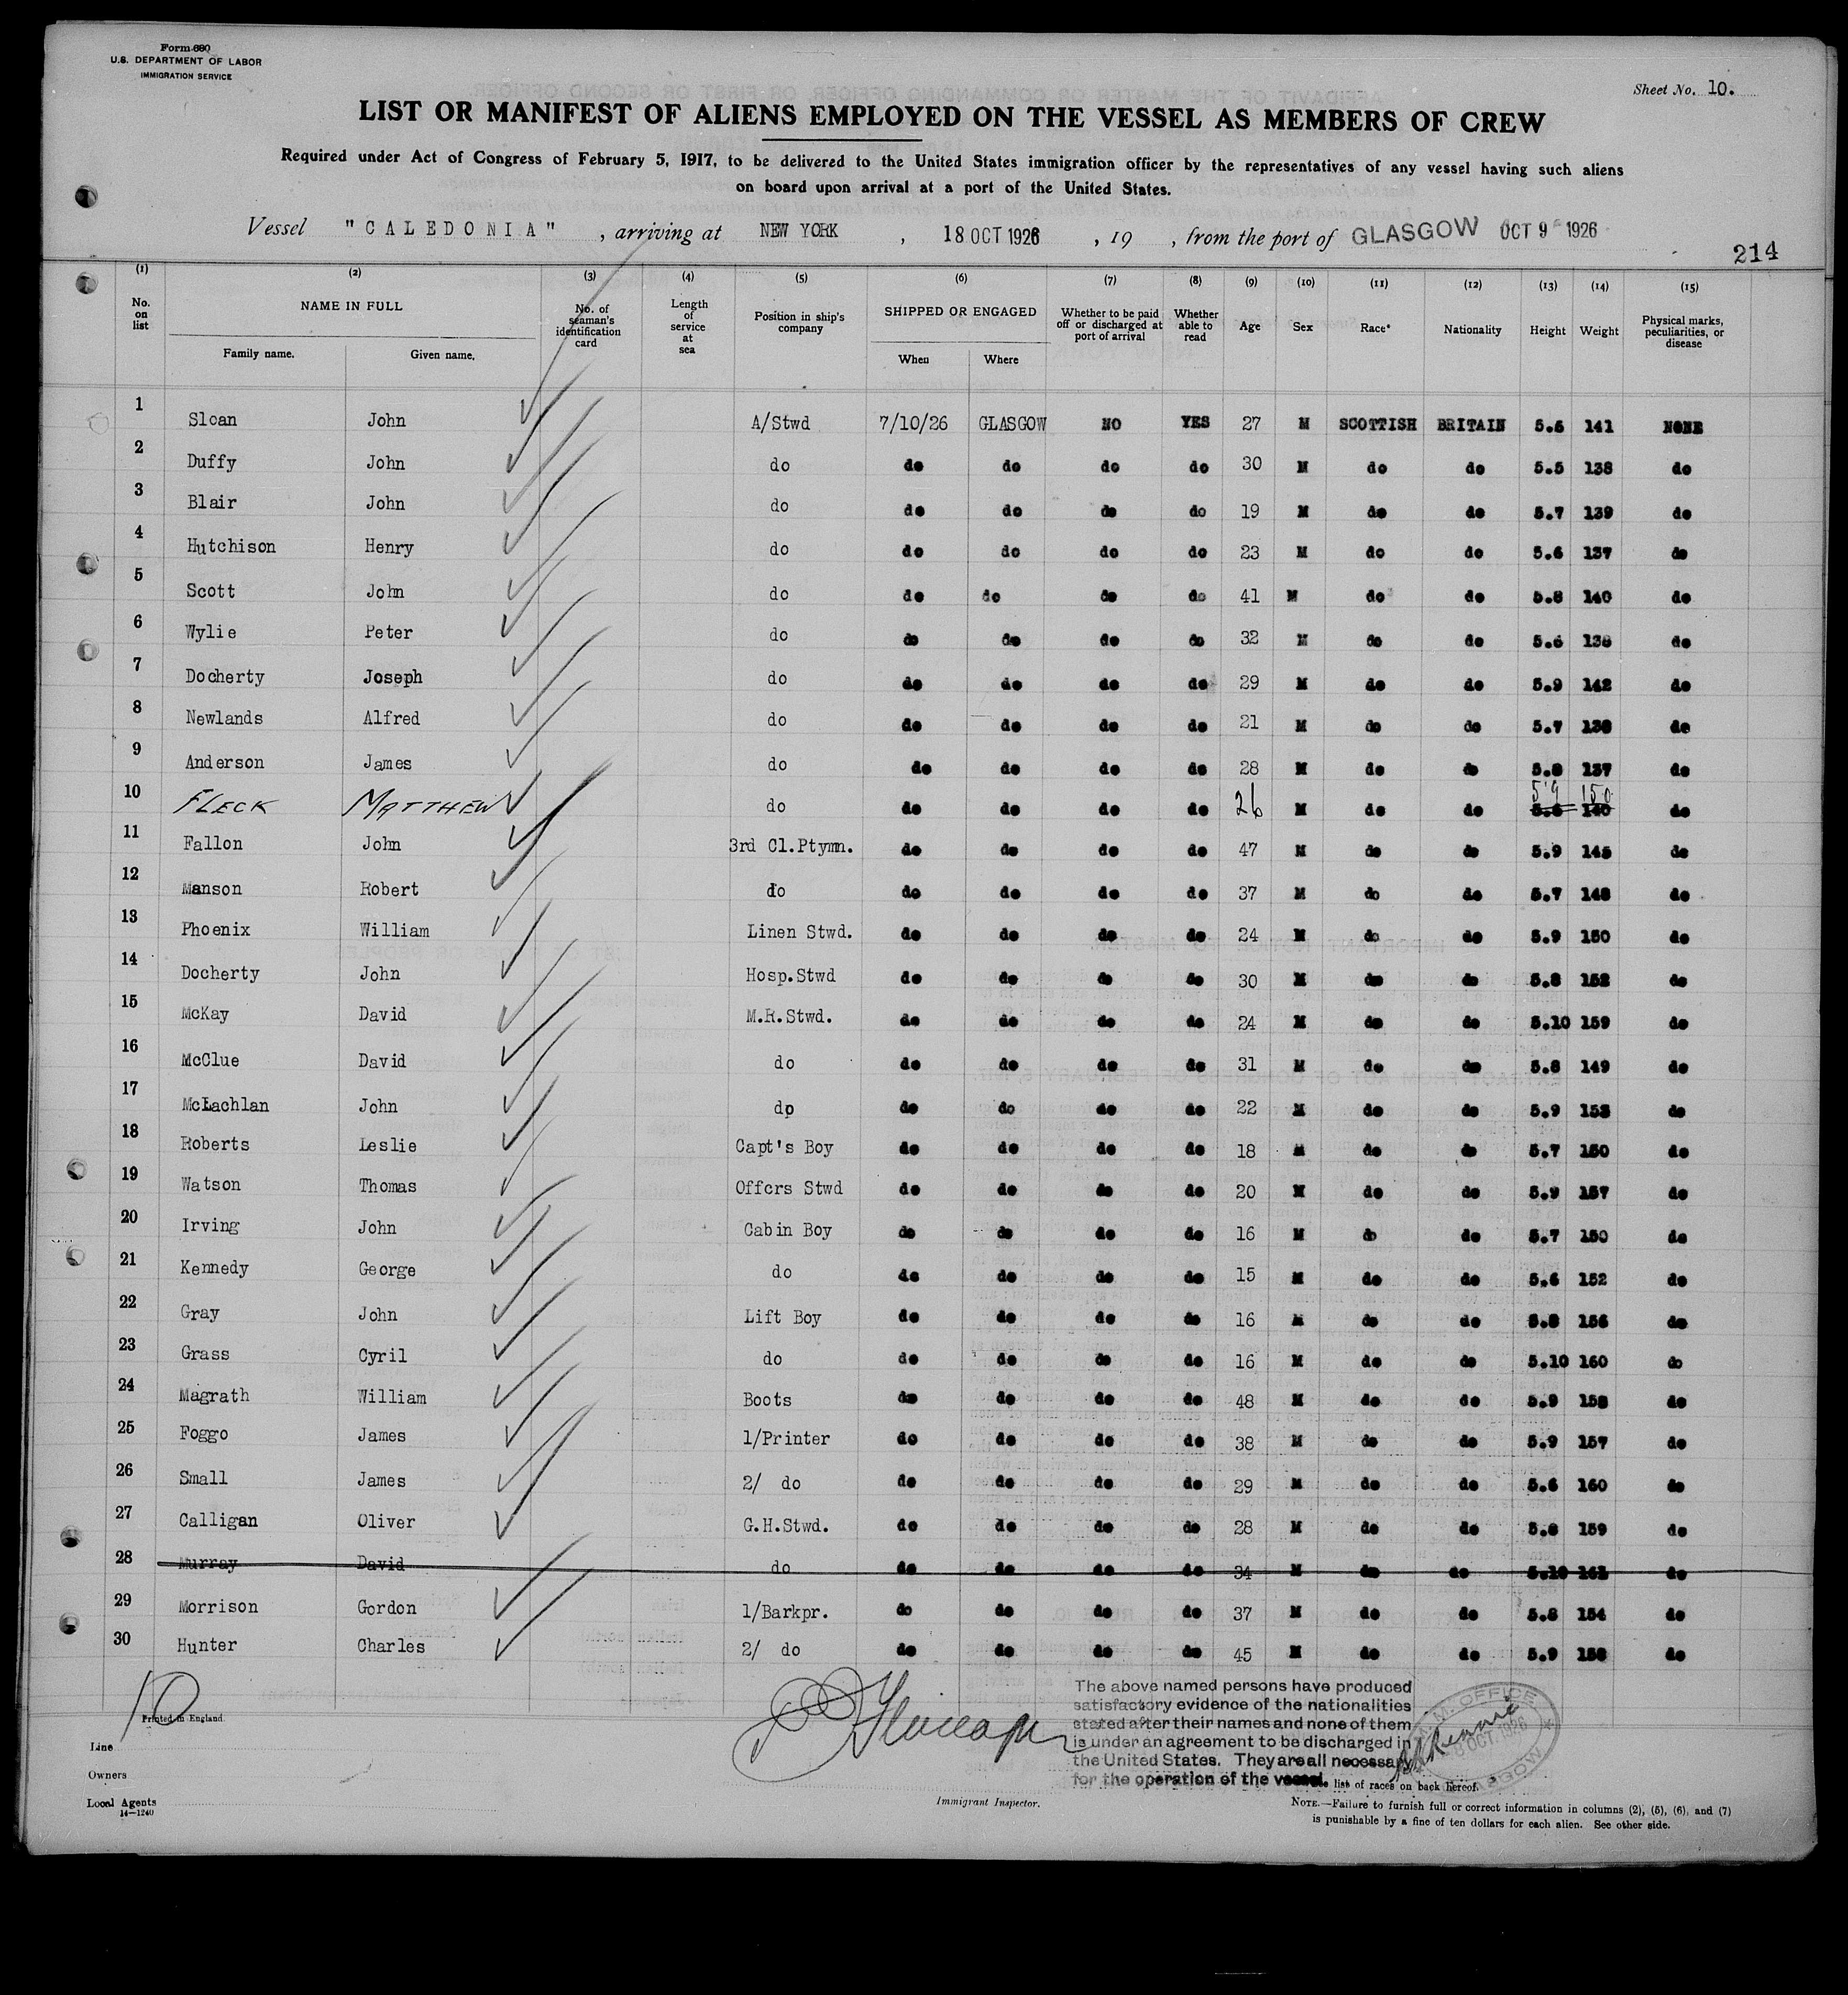 Form 680
U.S. DEPARTMENT OF LABOR
IMMIGRATION SERVICE
Sheet No. 10.
LIST OR MANIFEST OF ALIENS EMPLOYED ON THE VESSEL AS MEMBERS OF CREW
Required under Act of Congress of February 5, 1917, to be delivered to the United States immigration officer by the representatives of any vessel having such aliens
on board upon arrival at a port of the United States.
Vessel "CALEDONIA", arriving at NEW YORK, 18 OCT 1926, 19 , from the port of GLASGOW OCT 9 1926
214
(1) (2) (3) (4) (5) (6) (7) (8) (9) (10) (11) (12) (13) (14) (15)
No. on list NAME IN FULL Family name. Given name. No. of seaman's identification card Length of service at sea Position in ship's company SHIPPED OR ENGAGED When Where Whether to be paid off or discharged at port of arrival Whether able to read Age Sex Race* Nationality Height Weight Physical marks, peculiarities, or disease
1 Sloan John A/Stwd 7/10/26 GLASGOW NO YES 27 M SCOTTISH BRITAIN 5.6 141 NONE
2 Duffy John do do do do do 30 M do do 5.5 138 do
3 Blair John do do do do do 19 M do do 5.7 139 do
4 Hutchison Henry do do do do do 23 M do do 5.6 137 do
5 Scott John do do do do do 41 M do do 5.8 140 do
6 Wylie Peter do do do do do 32 M do do 5.6 138 do
7 Docherty Joseph do do do do do 29 M do do 5.9 142 do
8 Newlands Alfred do do do do do 21 M do do 5.7 138 do
9 Anderson James do do do do do 28 M do do 5.8 137 do
10 FLECK MATTHEW do do do do do 26 M do do 5.9 150 do
11 Fallon John 3rd Cl.Ptymn. do do do do 47 M do do 5.9 145 do
12 Manson Robert do do do do do 37 M do do 5.7 148 do
13 Phoenix William Linen Stwd. do do do do 24 M do do 5.9 150 do
14 Docherty John Hosp.Stwd do do do do 30 M do do 5.8 152 do
15 McKay David M.R.Stwd. do do do do 24 M do do 5.10 159 do
16 McClue David do do do do do 31 M do do 5.8 149 do
17 McLachlan John do do do do do 22 M do do 5.9 153 do
18 Roberts Leslie Capt's Boy do do do do 18 M do do 5.7 150 do
19 Watson Thomas Offcrs Stwd do do do do 20 M do do 5.9 157 do
20 Irving John Cabin Boy do do do do 16 M do do 5.7 150 do
21 Kennedy George do do do do do 15 M do do 5.6 152 do
22 Gray John Lift Boy do do do do 16 M do do 5.8 156 do
23 Grass Cyril do do do do do 16 M do do 5.10 160 do
24 Magrath William Boots do do do do 48 M do do 5.9 158 do
25 Foggo James 1/Printer do do do do 38 M do do 5.9 157 do
26 Small James 2/ do do do do do 29 M do do 5.6 160 do
27 Calligan Oliver G.H.Stwd. do do do do 28 M do do 5.8 159 do
28 Murray David do do do do do 34 M do do 5.10 161 do
29 Morrison Gordon 1/Barkpr. do do do do 37 M do do 5.8 154 do
30 Hunter Charles 2/ do do do do do 45 M do do 5.9 158 do
10
Printed in England
The above named persons have produced
satisfactory evidence of the nationalities
stated after their names and none of them
is under an agreement to be discharged in
the United States. They are all necessary
for the operation of the vessel.
M.M. OFFICE
8 OCT. 1926
GLASGOW
Line
Owners
Local Agents
14—1240
Immigrant Inspector.
list of races on back hereof.
NOTE.—Failure to furnish full or correct information in columns (2), (5), (6), and (7)
is punishable by a fine of ten dollars for each alien. See other side.